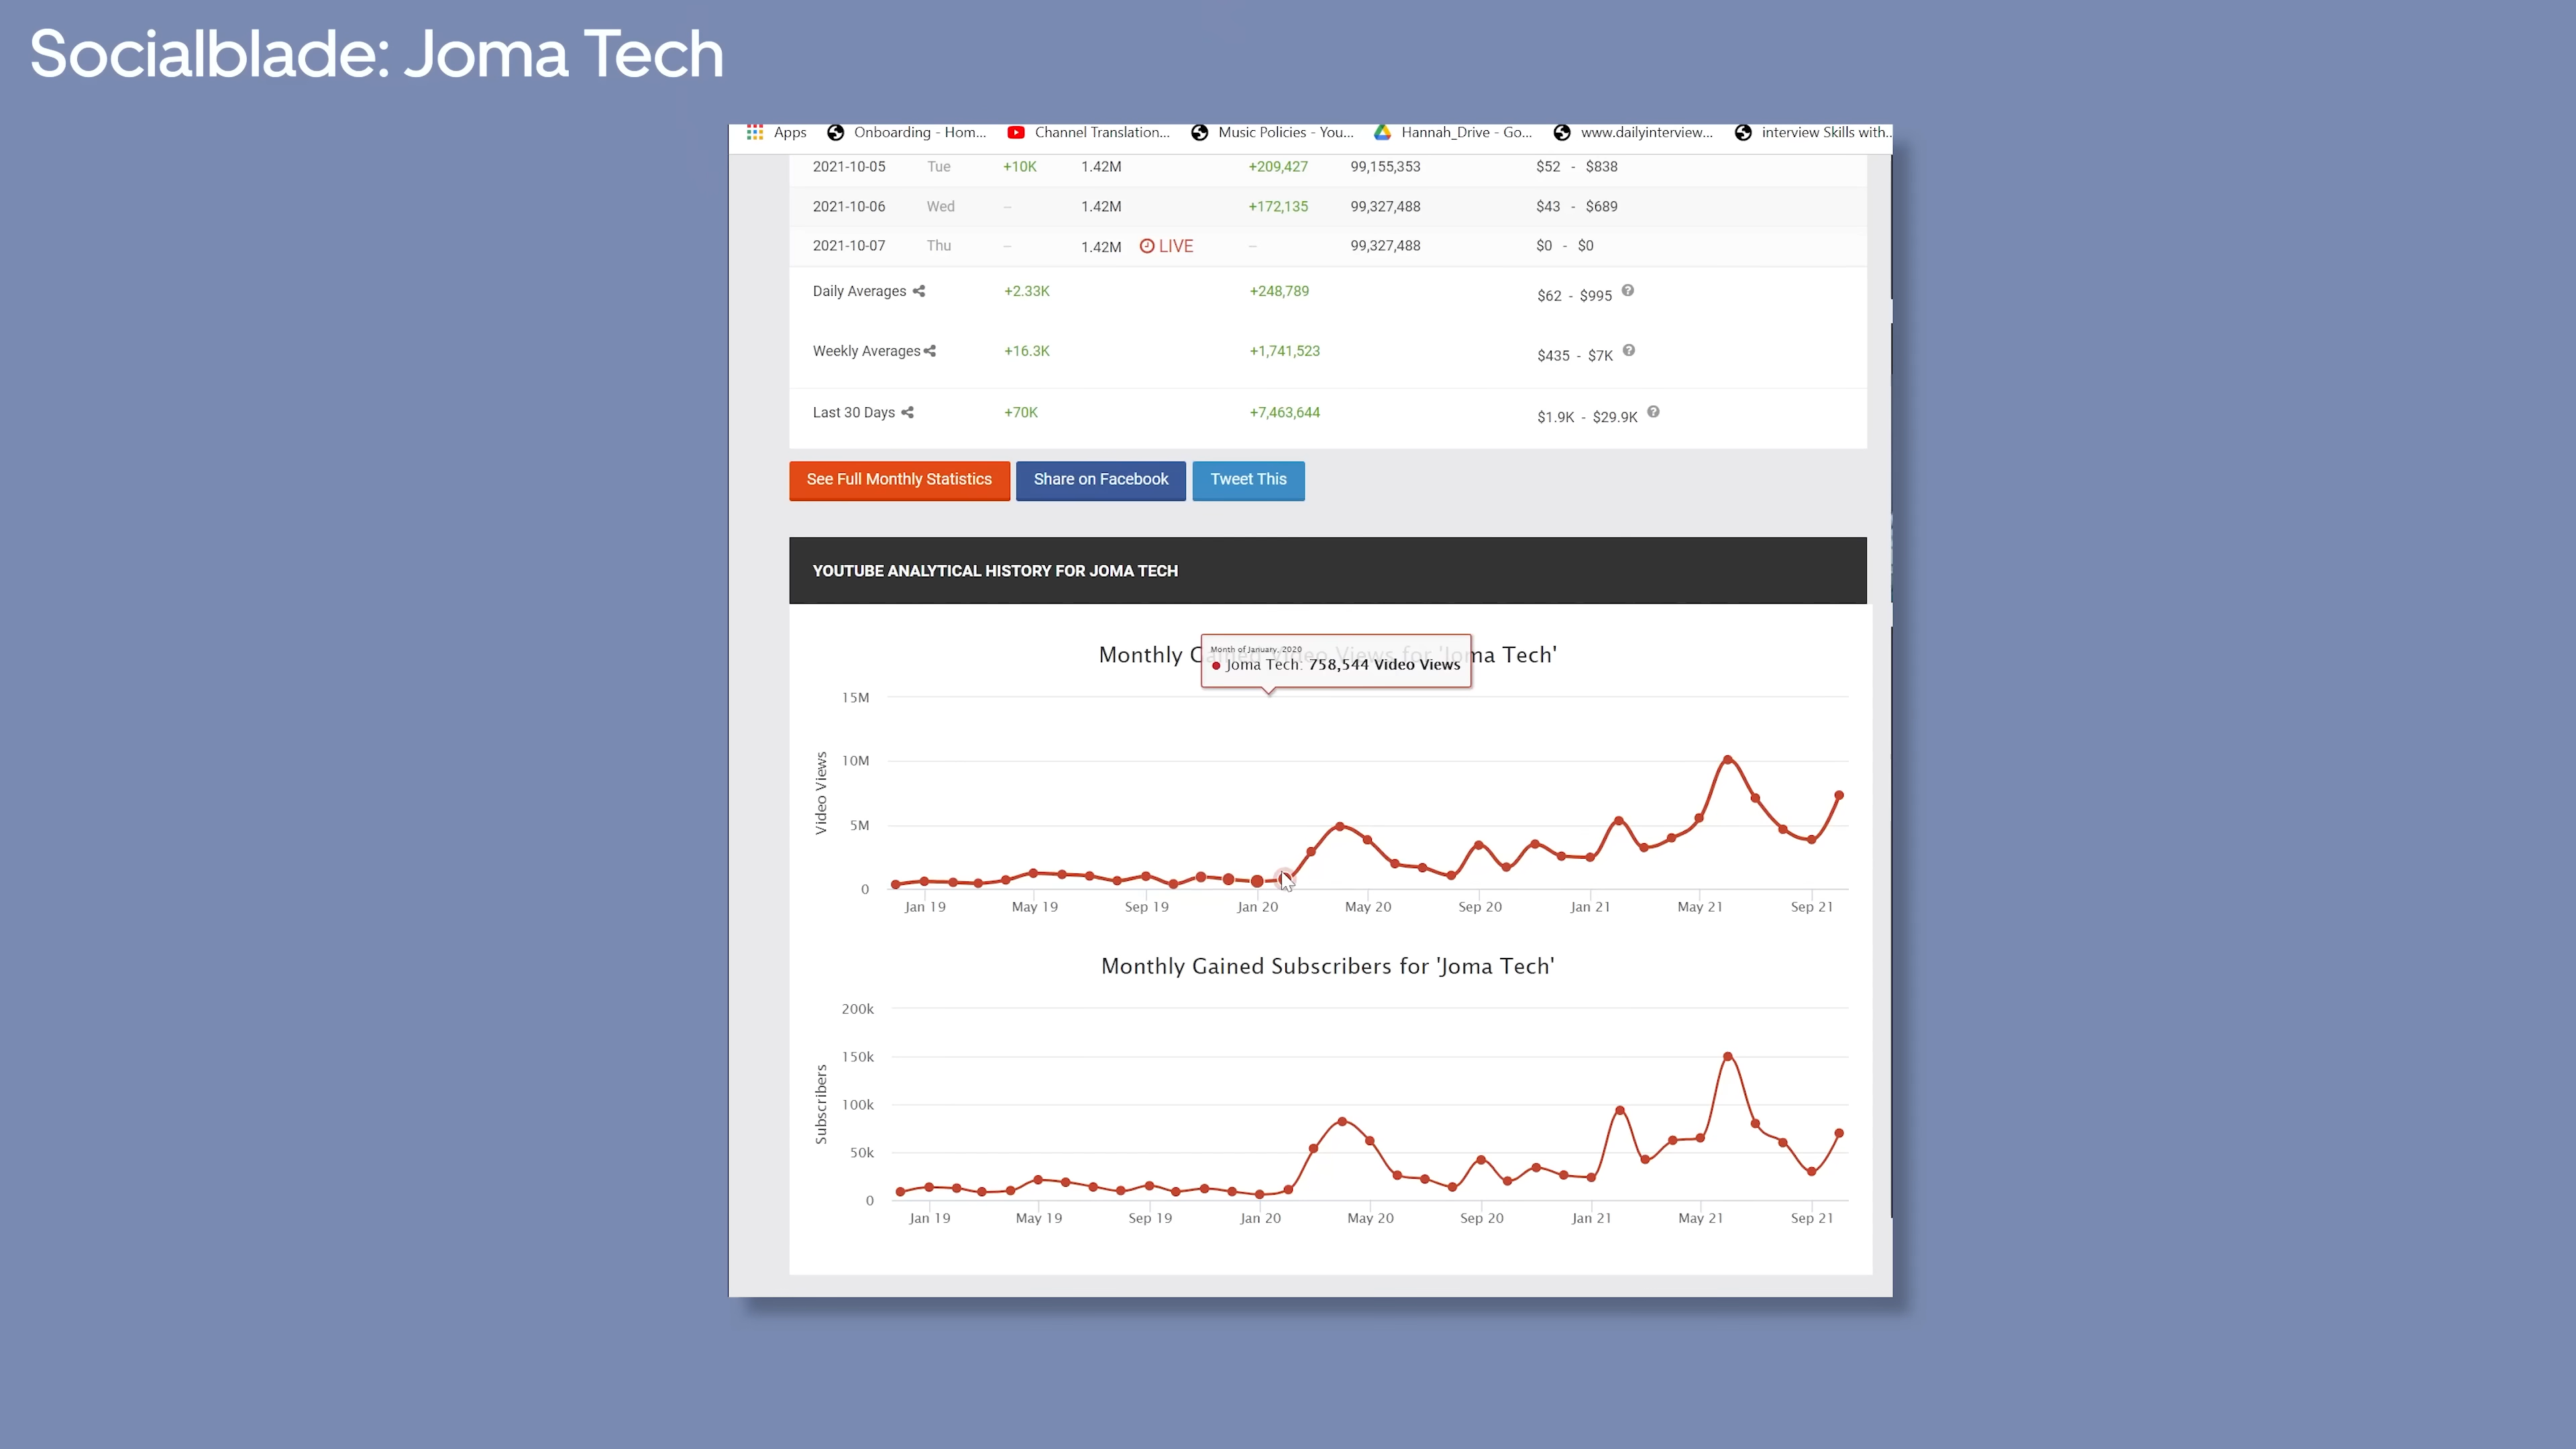 Socialblade: Joma Tech
Apps Onboarding - Hom... Channel Translation... Music Policies - You... Hannah_Drive - Go... www.dailyinterview... interview Skills with..
2021-10-05 Tue +10K 1.42M +209,427 99,155,353 $52 - $838
2021-10-06 Wed -- 1.42M +172,135 99,327,488 $43 - $689
2021-10-07 Thu -- 1.42M LIVE -- 99,327,488 $0 - $0
Daily Averages +2.33K +248,789 $62 - $995
Weekly Averages +16.3K +1,741,523 $435 - $7K
Last 30 Days +70K +7,463,644 $1.9K - $29.9K
See Full Monthly Statistics Share on Facebook Tweet This
YOUTUBE ANALYTICAL HISTORY FOR JOMA TECH
Monthly Gained Video Views for 'Joma Tech'
Month of January, 2020
Joma Tech: 758,544 Video Views
15M
10M
5M
0
Video Views
Jan 19 May 19 Sep 19 Jan 20 May 20 Sep 20 Jan 21 May 21 Sep 21
Monthly Gained Subscribers for 'Joma Tech'
200k
150k
100k
50k
0
Subscribers
Jan 19 May 19 Sep 19 Jan 20 May 20 Sep 20 Jan 21 May 21 Sep 21